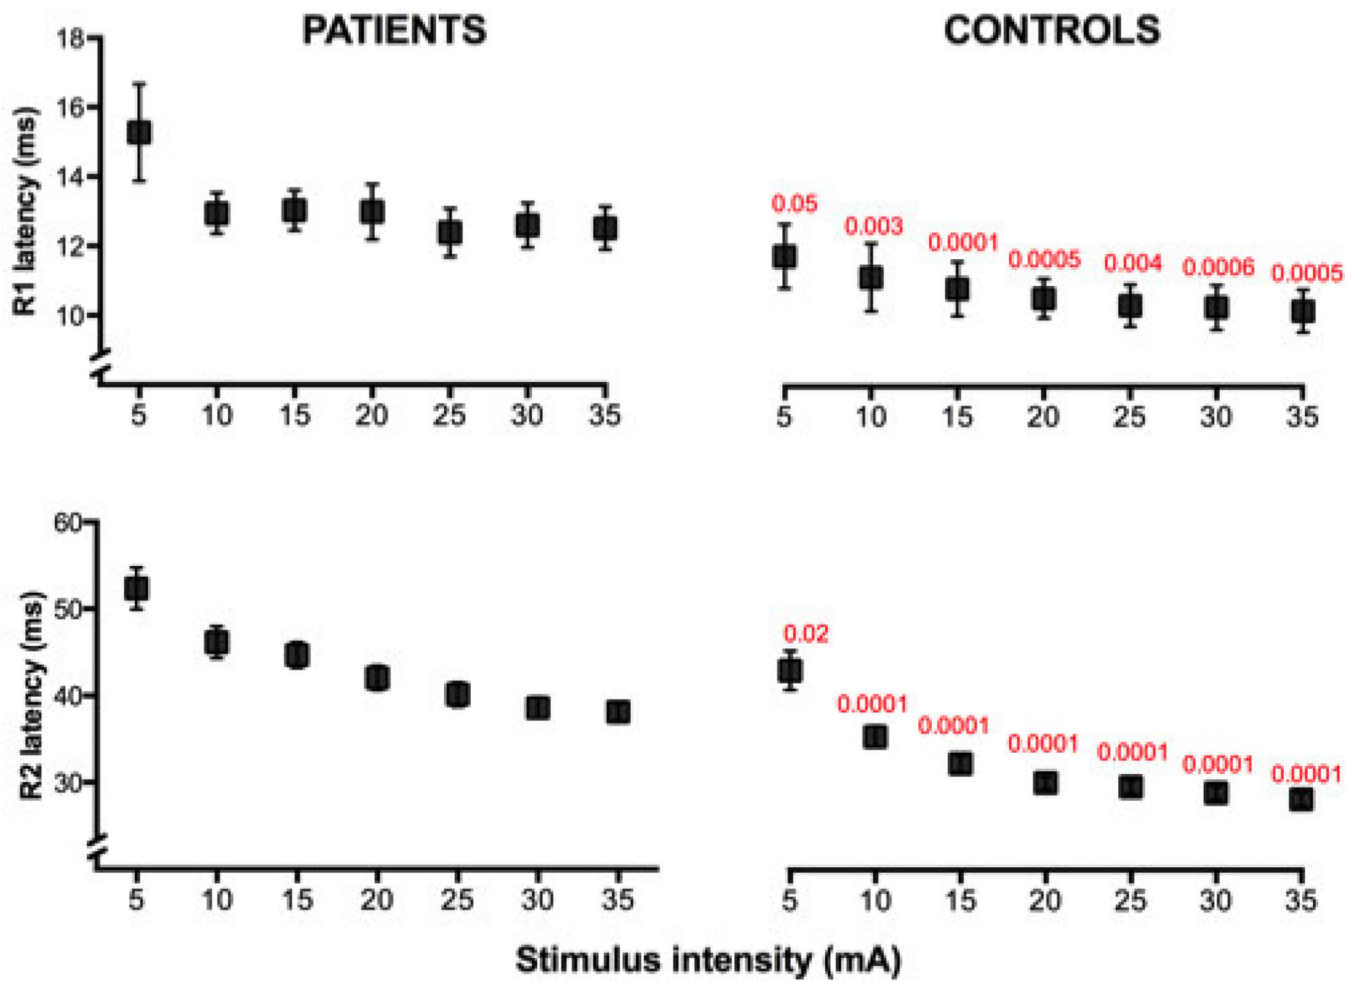 PATIENTS
CONTROLS
R1 latency (ms)
18
16
14
12
10
5 10 15 20 25 30 35
0.05 0.003 0.0001 0.0005 0.004 0.0006 0.0005
5 10 15 20 25 30 35
R2 latency (ms)
60
50
40
30
5 10 15 20 25 30 35
0.02 0.0001 0.0001 0.0001 0.0001 0.0001 0.0001
5 10 15 20 25 30 35
Stimulus intensity (mA)